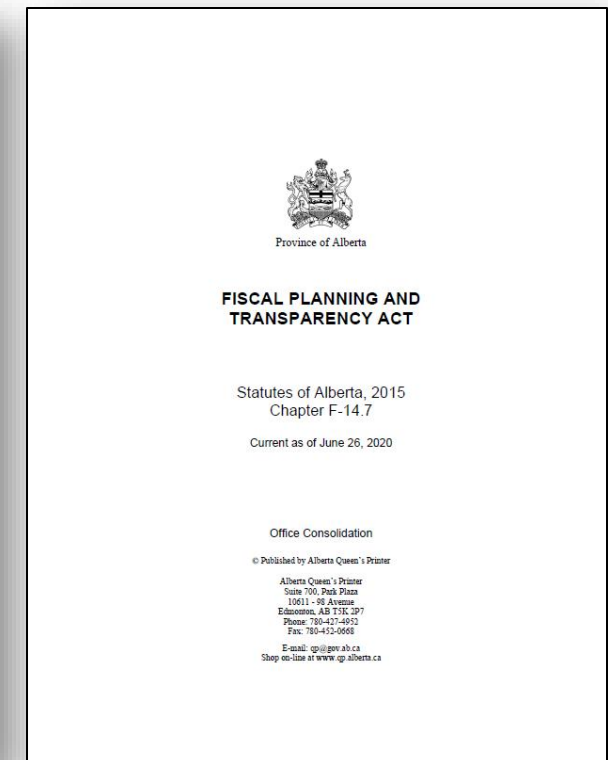 Province of Alberta
FISCAL PLANNING AND
TRANSPARENCY ACT
Statutes of Alberta, 2015
Chapter F-14.7
Current as of June 26, 2020
Office Consolidation
© Published by Alberta Queen's Printer
Alberta Queen's Printer
Suite 700, Park Plaza
10611 - 98 Avenue
Edmonton, AB T5K 2P7
Phone: 780-427-4952
Fax: 780-452-0668
E-mail: qp@gov.ab.ca
Shop on-line at www.qp.alberta.ca